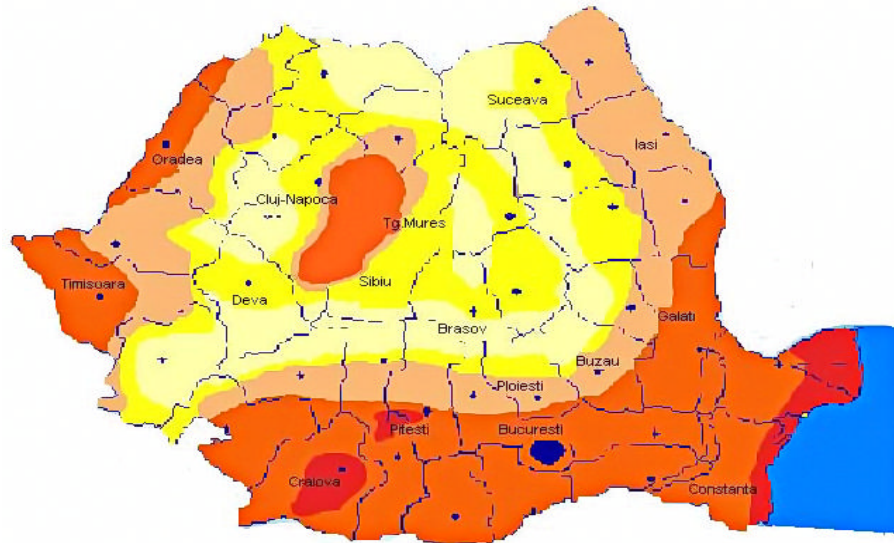 Suceava
Iasi
Oradea
Cluj-Napoca
Tg.Mures
Timisoara
Sibiu
Deva
Galati
Brasov
Buzau
Ploiesti
Pitesti
Bucuresti
Craiova
Constanta